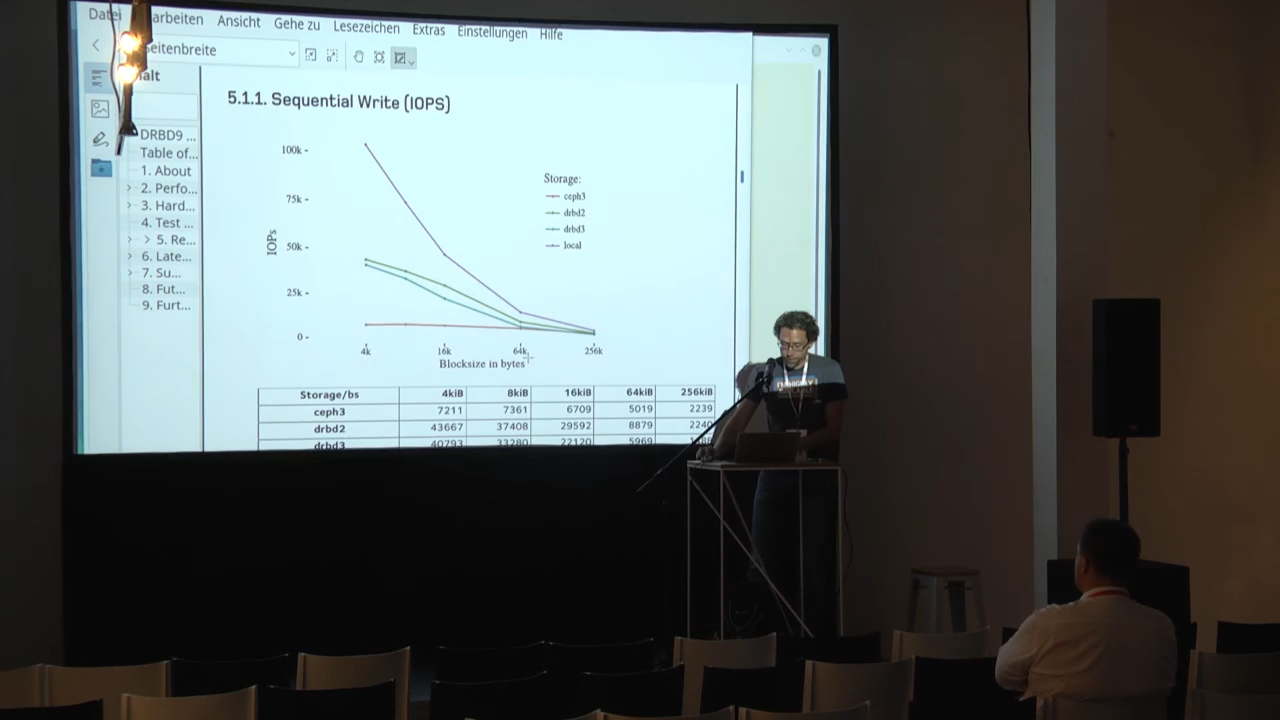 Datei arbeiten Ansicht Gehe zu Lesezeichen Extras Einstellungen Hilfe
eitenbreite
alt
DRBD9 ...
Table of...
1. About
2. Perfo...
3. Hard...
4. Test ...
5. Re...
6. Late...
7. Su...
8. Fut...
9. Furt...
5.1.1. Sequential Write (IOPS)
100k
75k
50k
25k
0
IOPs
Storage:
ceph3
drbd2
drbd3
local
4k 16k 64k 256k
Blocksize in bytes
Storage/bs 4kiB 8kiB 16kiB 64kiB 256kiB
ceph3 7211 7361 6709 5019 2239
drbd2 43667 37408 29592 8879 2240
drbd3 40793 33280 22120 5969